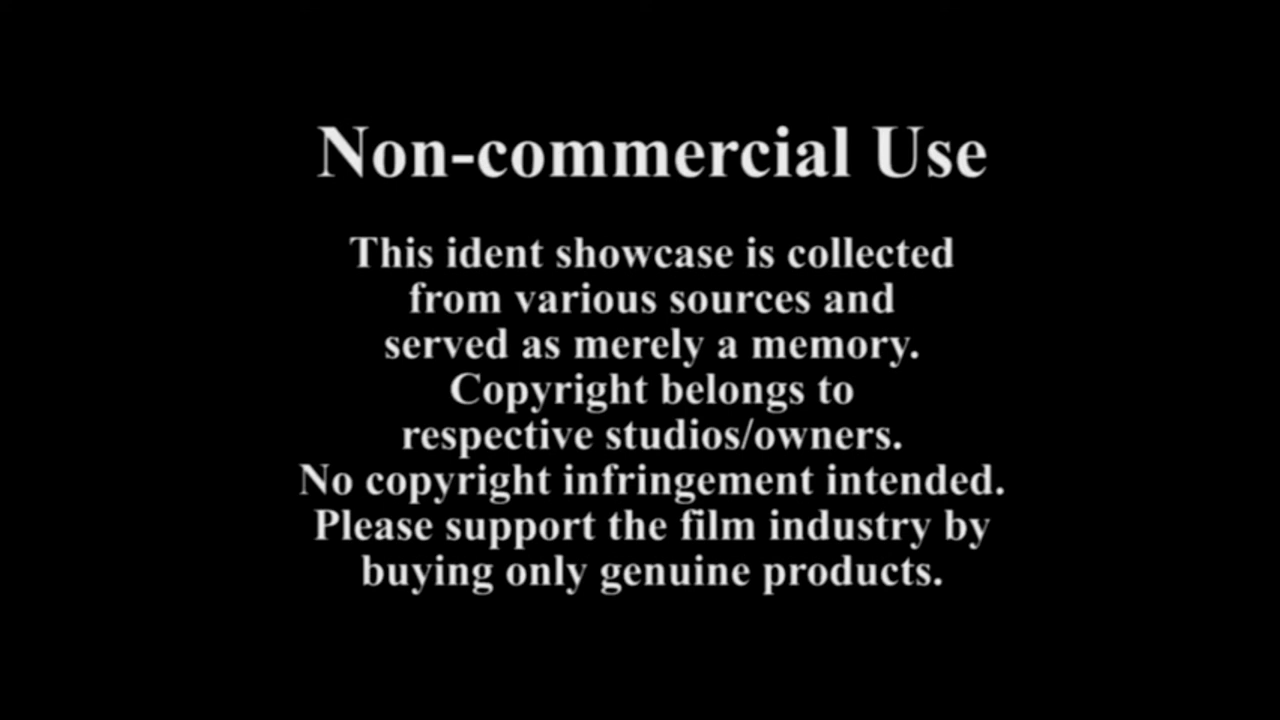 Non-commercial Use
This ident showcase is collected
from various sources and
served as merely a memory.
Copyright belongs to
respective studios/owners.
No copyright infringement intended.
Please support the film industry by
buying only genuine products.